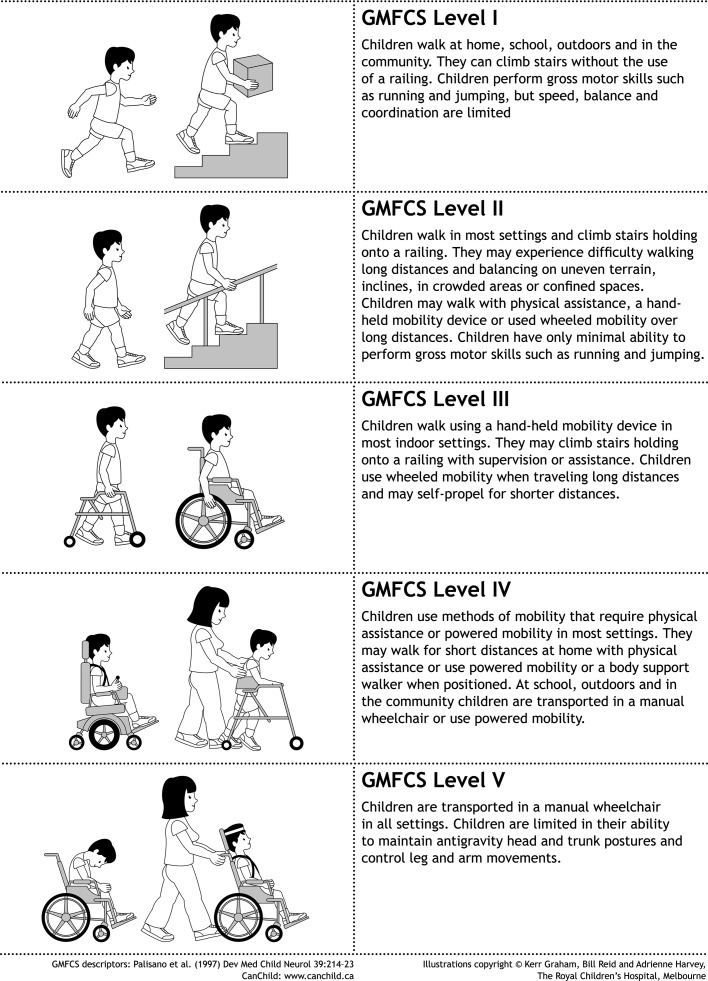 GMFCS Level I
Children walk at home, school, outdoors and in the
community. They can climb stairs without the use
of a railing. Children perform gross motor skills such
as running and jumping, but speed, balance and
coordination are limited
GMFCS Level II
Children walk in most settings and climb stairs holding
onto a railing. They may experience difficulty walking
long distances and balancing on uneven terrain,
inclines, in crowded areas or confined spaces.
Children may walk with physical assistance, a hand-
held mobility device or used wheeled mobility over
long distances. Children have only minimal ability to
perform gross motor skills such as running and jumping.
GMFCS Level III
Children walk using a hand-held mobility device in
most indoor settings. They may climb stairs holding
onto a railing with supervision or assistance. Children
use wheeled mobility when traveling long distances
and may self-propel for shorter distances.
GMFCS Level IV
Children use methods of mobility that require physical
assistance or powered mobility in most settings. They
may walk for short distances at home with physical
assistance or use powered mobility or a body support
walker when positioned. At school, outdoors and in
the community children are transported in a manual
wheelchair or use powered mobility.
GMFCS Level V
Children are transported in a manual wheelchair
in all settings. Children are limited in their ability
to maintain antigravity head and trunk postures and
control leg and arm movements.
GMFCS descriptors: Palisano et al. (1997) Dev Med Child Neurol 39:214-23
CanChild: www.canchild.ca
Illustrations copyright © Kerr Graham, Bill Reid and Adrienne Harvey,
The Royal Children's Hospital, Melbourne